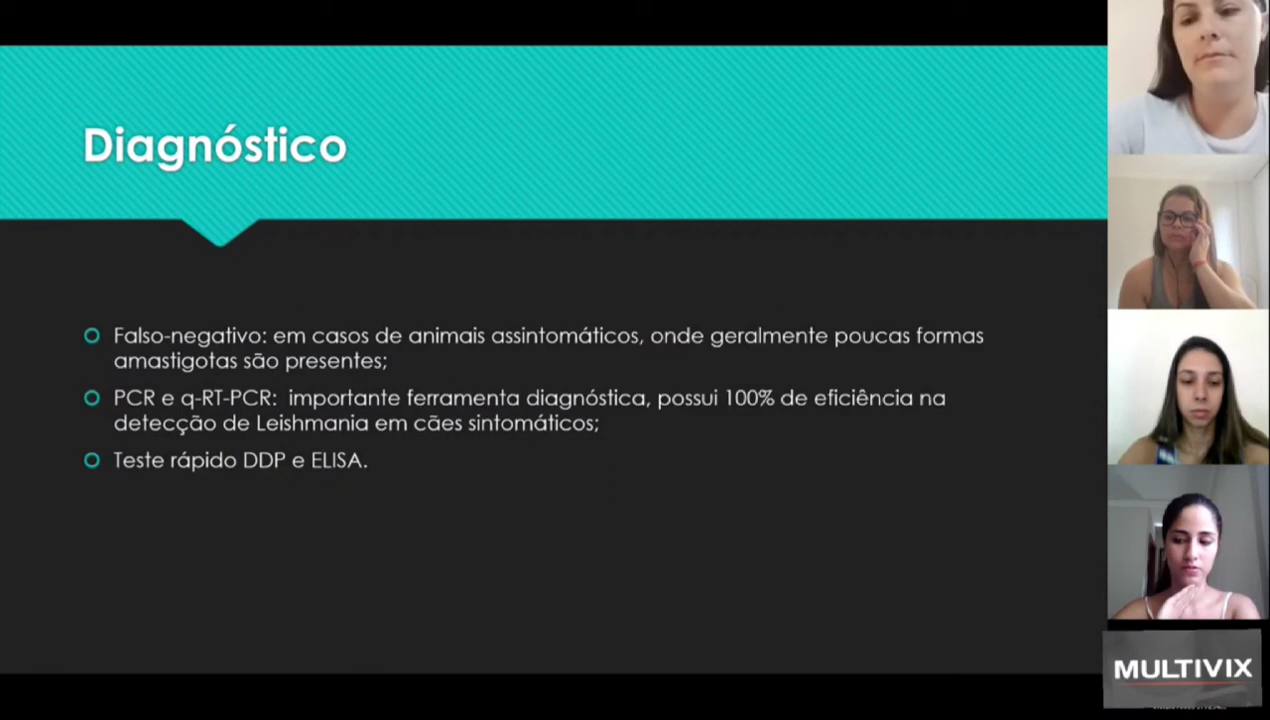 Diagnóstico
Falso-negativo: em casos de animais assintomáticos, onde geralmente poucas formas
amastigotas são presentes;
PCR e q-RT-PCR: importante ferramenta diagnóstica, possui 100% de eficiência na
detecção de Leishmania em cães sintomáticos;
Teste rápido DDP e ELISA.
MULTIVIX